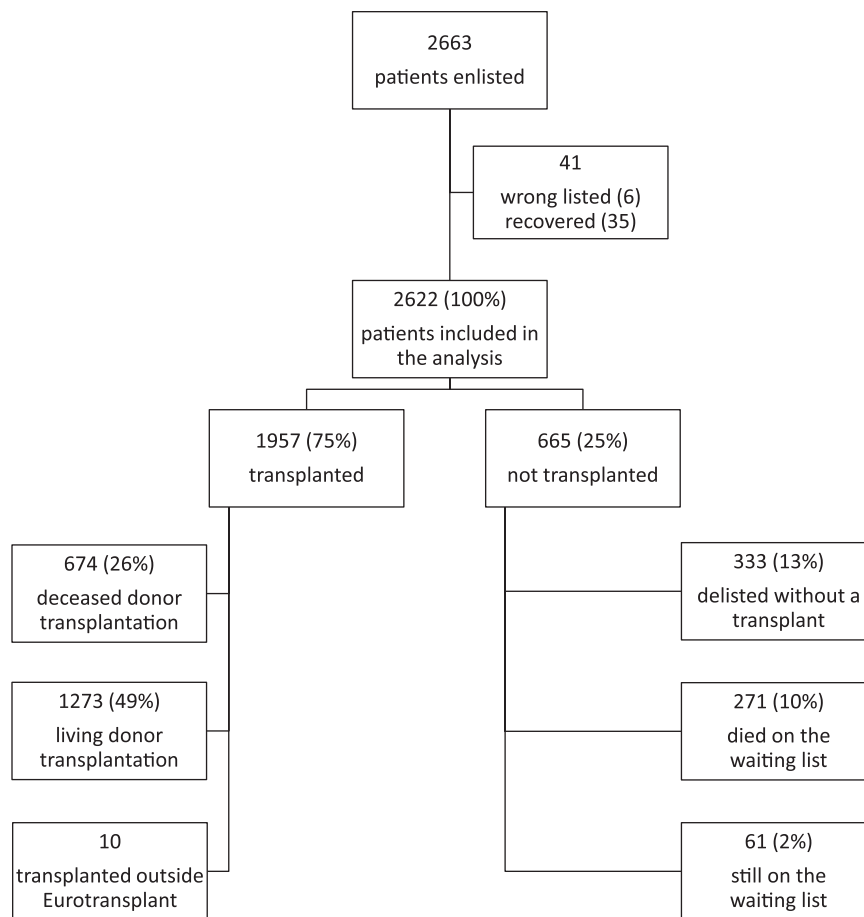 2663
patients enlisted
41
wrong listed (6)
recovered (35)
2622 (100%)
patients included in
the analysis
1957 (75%)
transplanted
665 (25%)
not transplanted
674 (26%)
deceased donor
transplantation
1273 (49%)
living donor
transplantation
10
transplanted outside
Eurotransplant
333 (13%)
delisted without a
transplant
271 (10%)
died on the
waiting list
61 (2%)
still on the
waiting list